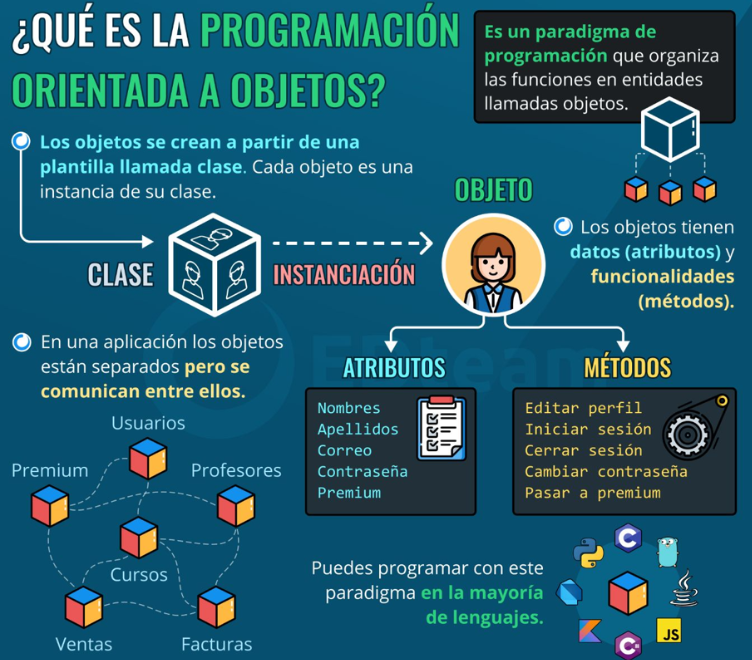 ¿QUÉ ES LA PROGRAMACIÓN
ORIENTADA A OBJETOS?
Es un paradigma de
programación que organiza
las funciones en entidades
llamadas objetos.
Los objetos se crean a partir de una
plantilla llamada clase. Cada objeto es una
instancia de su clase.
OBJETO
CLASE
INSTANCIACIÓN
Los objetos tienen
datos (atributos) y
funcionalidades
(métodos).
En una aplicación los objetos
están separados pero se
comunican entre ellos.
EDteam
ATRIBUTOS
Nombres
Apellidos
Correo
Contraseña
Premium
MÉTODOS
Editar perfil
Iniciar sesión
Cerrar sesión
Cambiar contraseña
Pasar a premium
Usuarios
Premium
Profesores
Cursos
Ventas
Facturas
Puedes programar con este
paradigma en la mayoría
de lenguajes.
C
JS
C